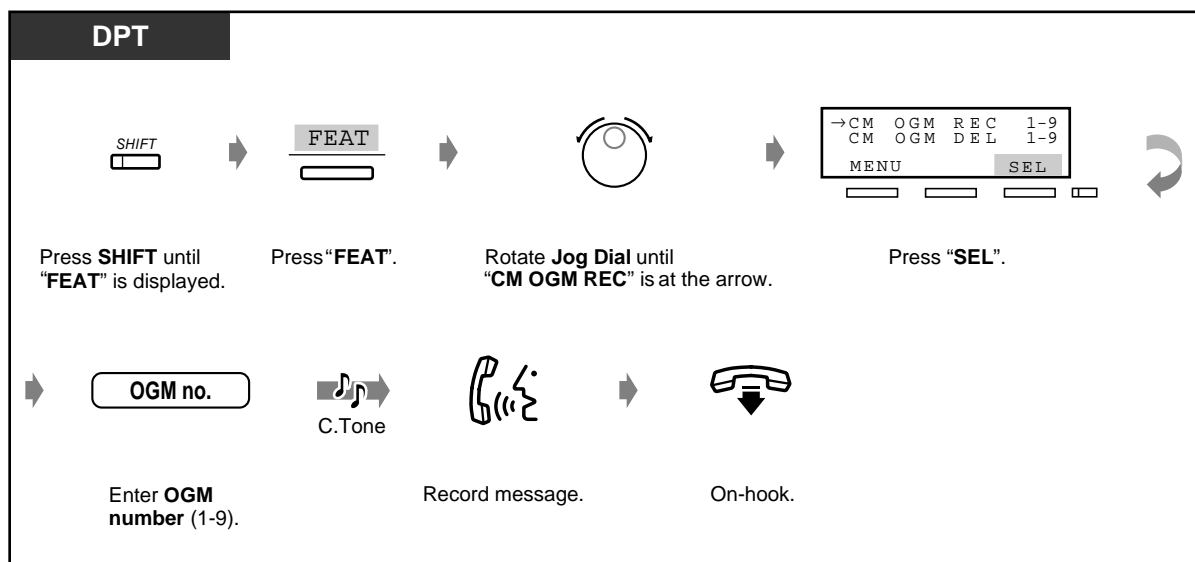 DPT
SHIFT
FEAT
→CM OGM REC 1-9
CM OGM DEL 1-9
MENU SEL
Press SHIFT until
“FEAT” is displayed.
Press “FEAT”.
Rotate Jog Dial until
“CM OGM REC” is at the arrow.
Press “SEL”.
OGM no.
C.Tone
Enter OGM
number (1-9).
Record message.
On-hook.